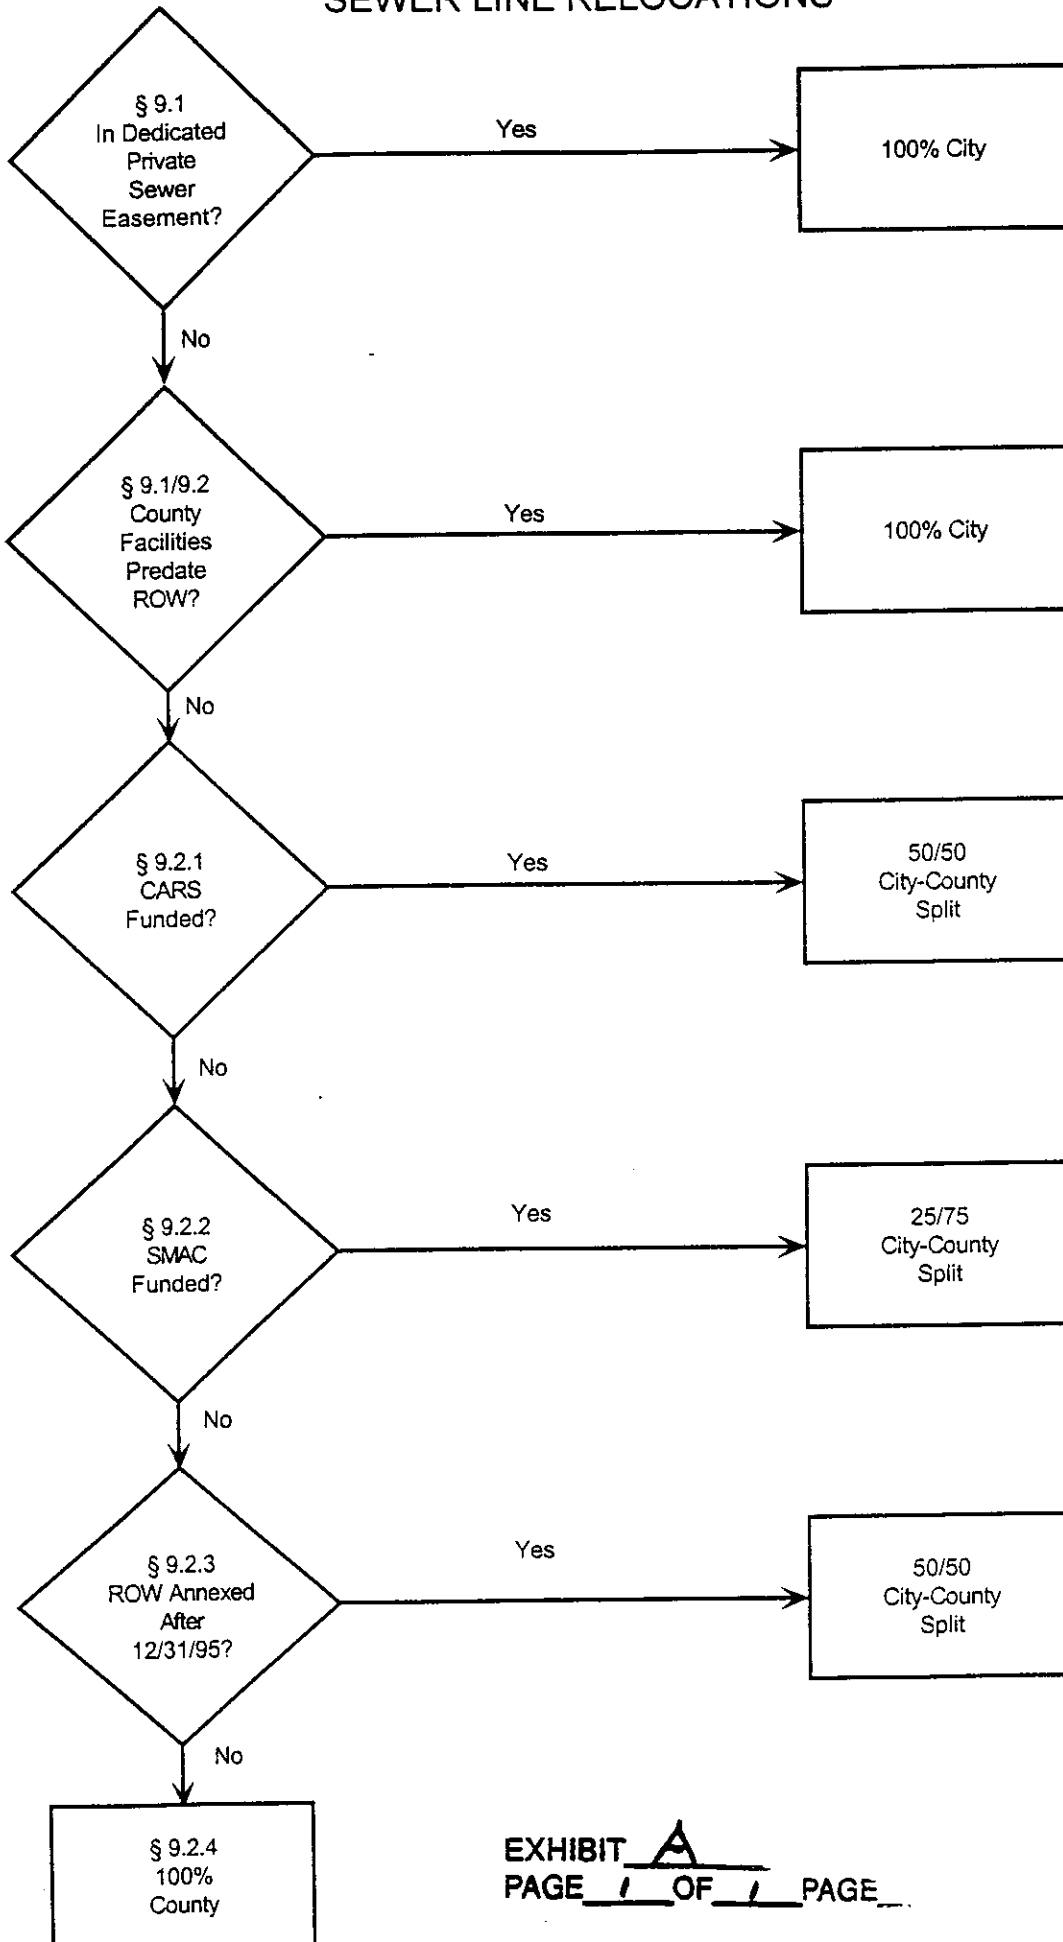 SEWER LINE RELOCATIONS
§ 9.1
In Dedicated
Private
Sewer
Easement?
Yes
100% City
No
§ 9.1/9.2
County
Facilities
Predate
ROW?
Yes
100% City
No
§ 9.2.1
CARS
Funded?
Yes
50/50
City-County
Split
No
§ 9.2.2
SMAC
Funded?
Yes
25/75
City-County
Split
No
§ 9.2.3
ROW Annexed
After
12/31/95?
Yes
50/50
City-County
Split
No
§ 9.2.4
100%
County
EXHIBIT A
PAGE 1 OF 1 PAGE